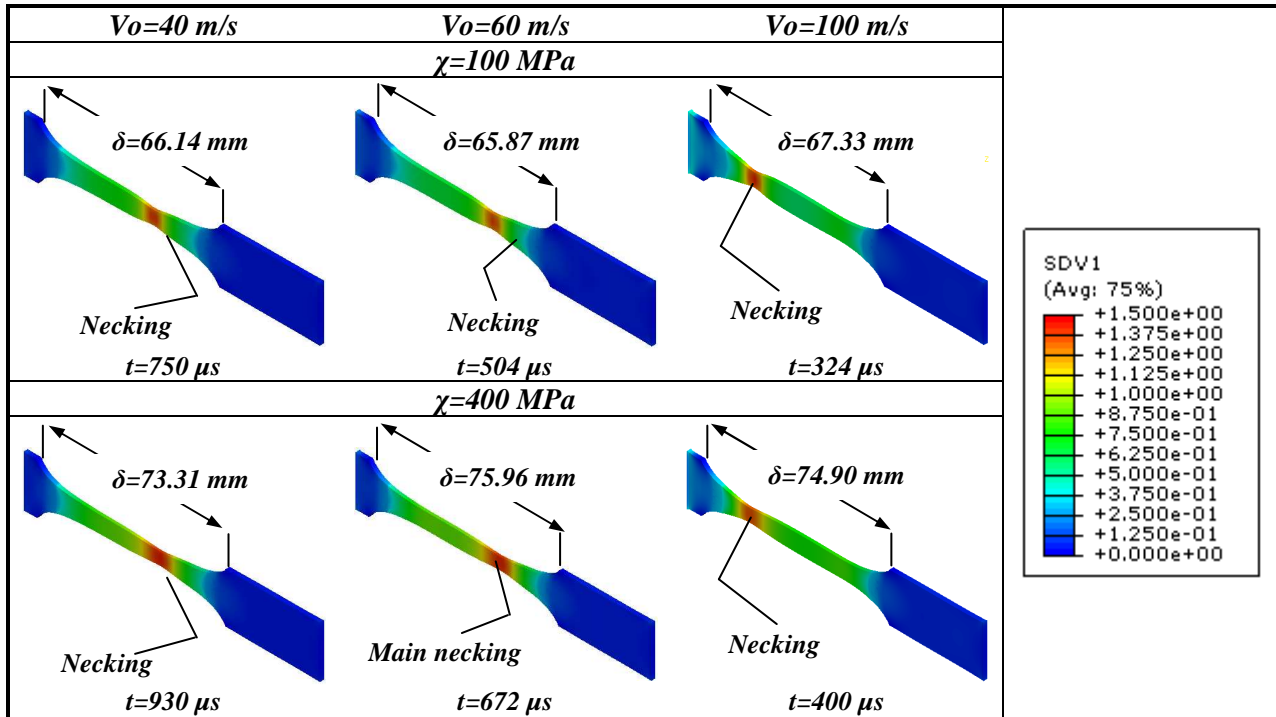 Vo=40 m/s Vo=60 m/s Vo=100 m/s
χ=100 MPa
δ=66.14 mm δ=65.87 mm δ=67.33 mm
Necking Necking Necking
t=750 μs t=504 μs t=324 μs
χ=400 MPa
δ=73.31 mm δ=75.96 mm δ=74.90 mm
Necking Main necking Necking
t=930 μs t=672 μs t=400 μs
SDV1
(Avg: 75%)
+1.500e+00
+1.375e+00
+1.250e+00
+1.125e+00
+1.000e+00
+8.750e-01
+7.500e-01
+6.250e-01
+5.000e-01
+3.750e-01
+2.500e-01
+1.250e-01
+0.000e+00